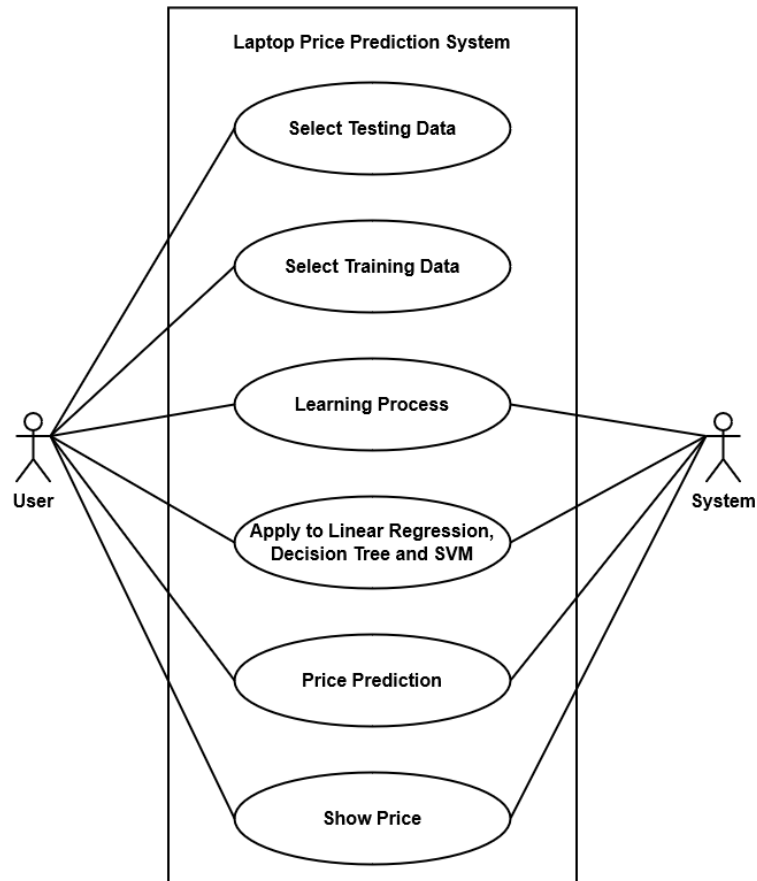 Laptop Price Prediction System
Select Testing Data
Select Training Data
Learning Process
User
System
Apply to Linear Regression,
Decision Tree and SVM
Price Prediction
Show Price